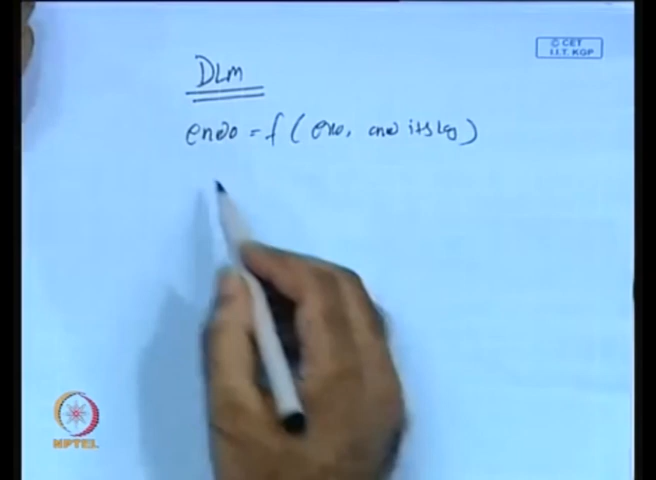 DLM
© CET
I.I.T. KGP
endo = f ( exo, and its lag )
NPTEL